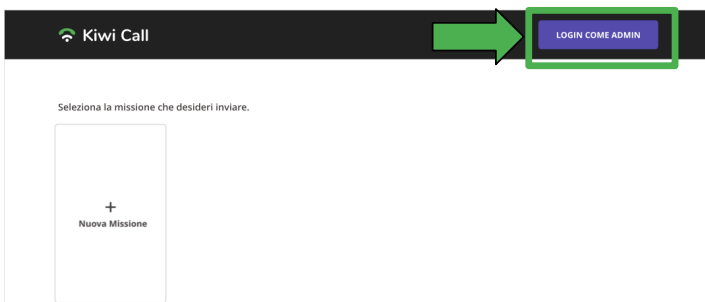 Kiwi Call
LOGIN COME ADMIN
Seleziona la missione che desideri inviare.
+
Nuova Missione